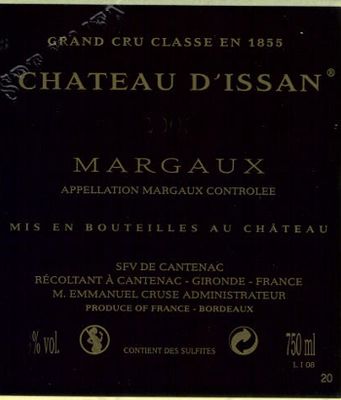 GRAND CRU CLASSE EN 1855
CHATEAU D'ISSAN®
MARGAUX
APPELLATION MARGAUX CONTROLEE
MIS EN BOUTEILLES AU CHÂTEAU
SFV DE CANTENAC
RÉCOLTANT À CANTENAC - GIRONDE - FRANCE
M. EMMANUEL CRUSE ADMINISTRATEUR
PRODUCE OF FRANCE - BORDEAUX
% vol.
CONTIENT DES SULFITES
750 ml
L I 08
20